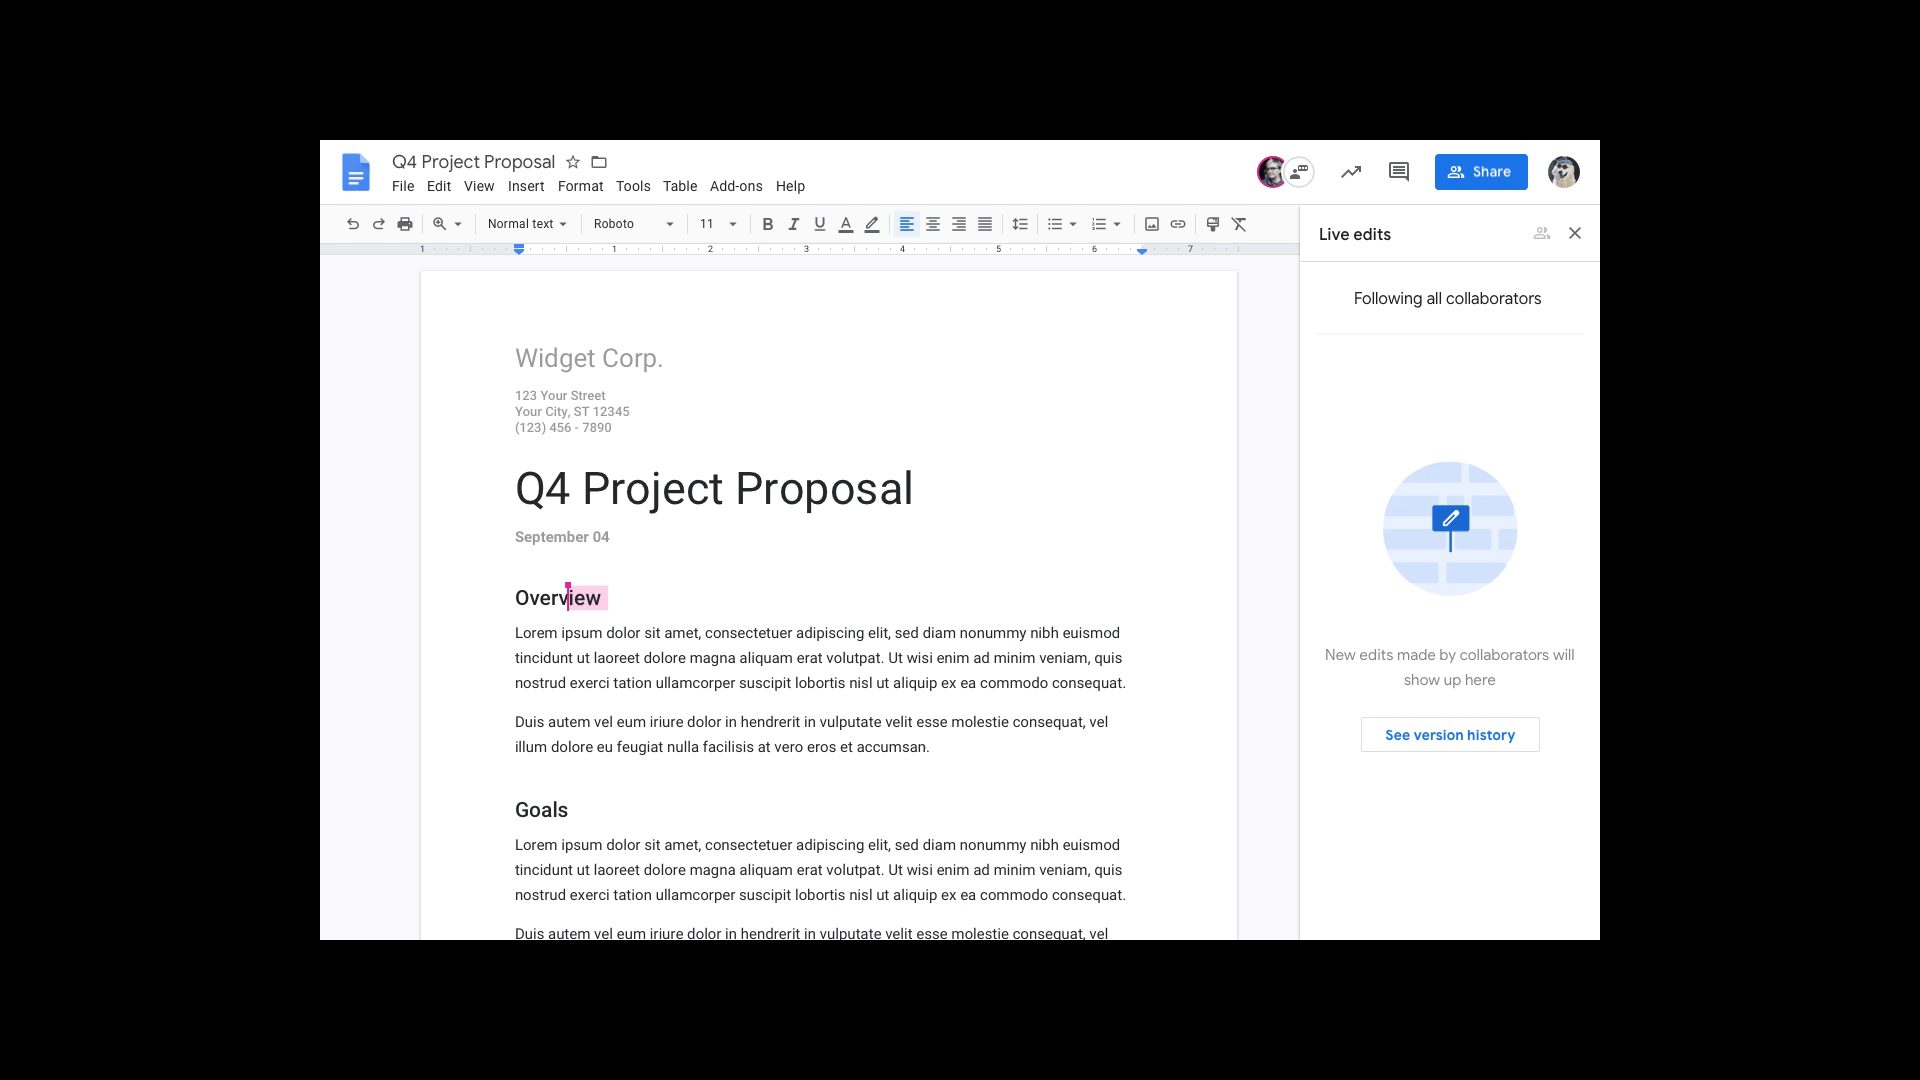 Q4 Project Proposal
File Edit View Insert Format Tools Table Add-ons Help
Share
Normal text Roboto 11
Live edits
1 1 2 3 4 5 6 7
Following all collaborators
Widget Corp.
123 Your Street
Your City, ST 12345
(123) 456 - 7890
Q4 Project Proposal
September 04
Overview
Lorem ipsum dolor sit amet, consectetuer adipiscing elit, sed diam nonummy nibh euismod
tincidunt ut laoreet dolore magna aliquam erat volutpat. Ut wisi enim ad minim veniam, quis
nostrud exerci tation ullamcorper suscipit lobortis nisl ut aliquip ex ea commodo consequat.
Duis autem vel eum iriure dolor in hendrerit in vulputate velit esse molestie consequat, vel
illum dolore eu feugiat nulla facilisis at vero eros et accumsan.
Goals
Lorem ipsum dolor sit amet, consectetuer adipiscing elit, sed diam nonummy nibh euismod
tincidunt ut laoreet dolore magna aliquam erat volutpat. Ut wisi enim ad minim veniam, quis
nostrud exerci tation ullamcorper suscipit lobortis nisl ut aliquip ex ea commodo consequat.
Duis autem vel eum iriure dolor in hendrerit in vulputate velit esse molestie consequat, vel
New edits made by collaborators will
show up here
See version history